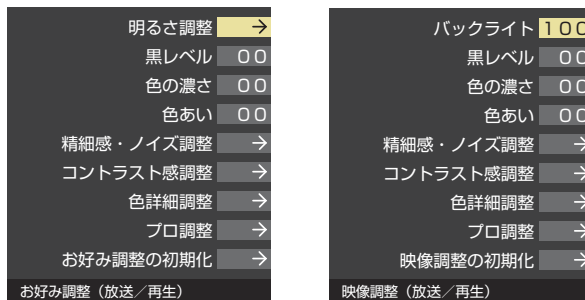 明るさ調整 →
黒レベル 00
色の濃さ 00
色あい 00
精細感・ノイズ調整 →
コントラスト感調整 →
色詳細調整 →
プロ調整 →
お好み調整の初期化 →
お好み調整（放送／再生）
バックライト 100
黒レベル 00
色の濃さ 00
色あい 00
精細感・ノイズ調整 →
コントラスト感調整 →
色詳細調整 →
プロ調整 →
映像調整の初期化 →
映像調整（放送／再生）